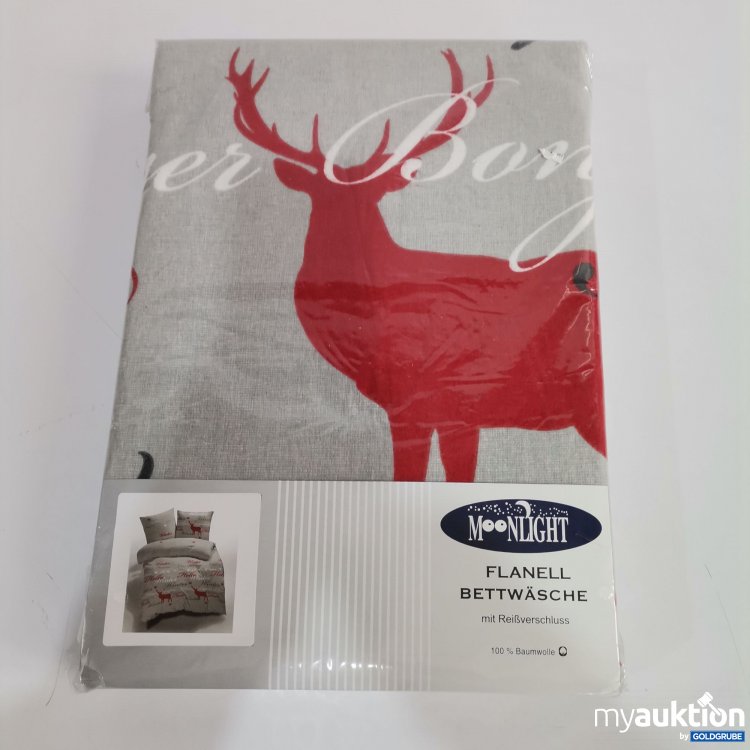 er Bon
MOONLIGHT
FLANELL
BETTWÄSCHE
mit Reißverschluss
100 % Baumwolle
myauktion
by GOLDGRUBE